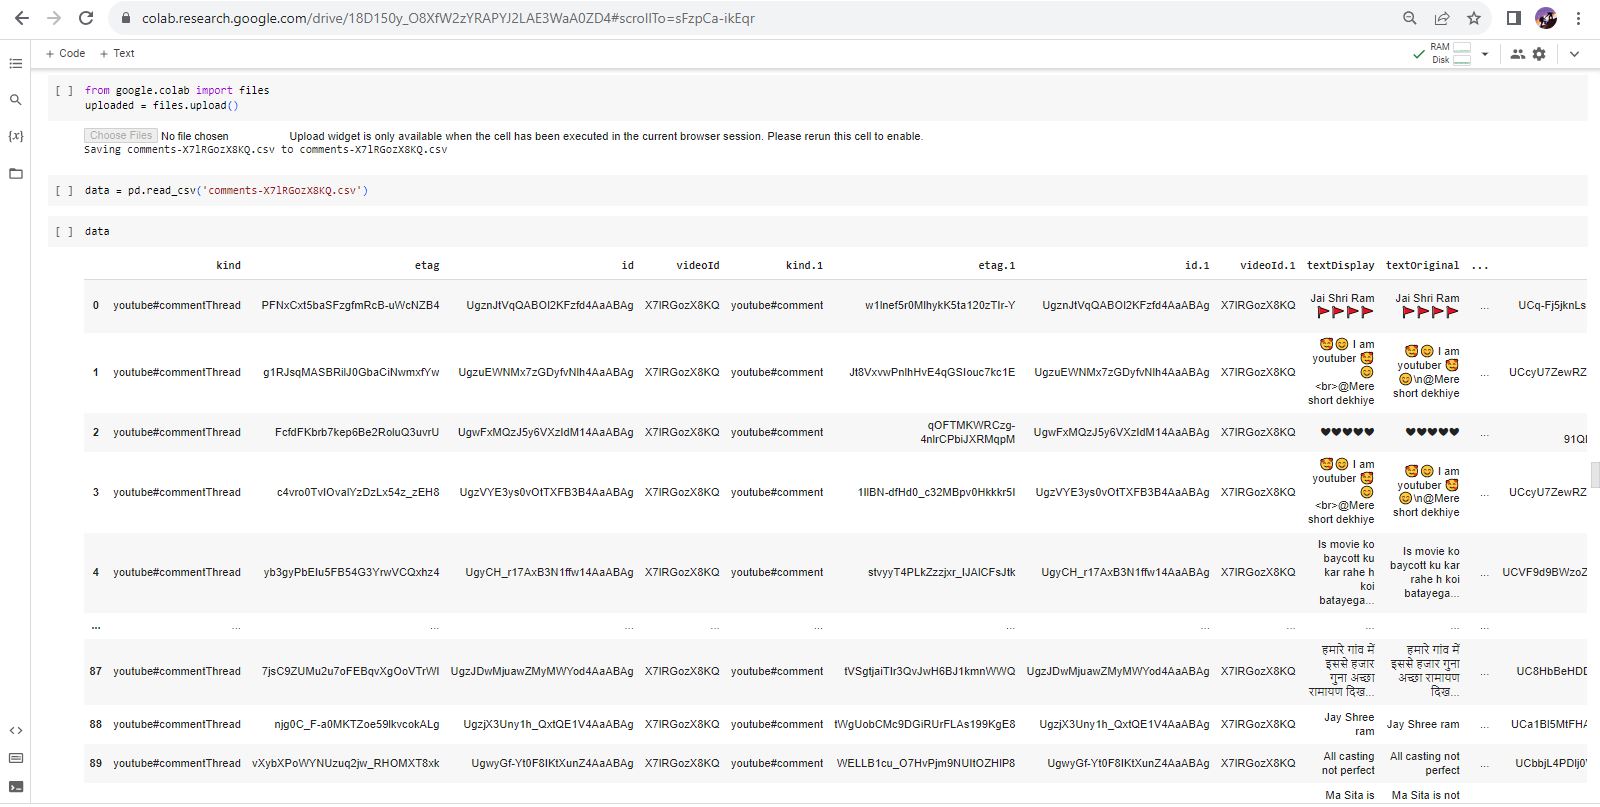 colab.research.google.com/drive/18D150y_O8XfW2zYRAPYJ2LAE3WaA0ZD4#scrollTo=sFzpCa-ikEqr
+ Code + Text
RAM
Disk
[ ] from google.colab import files
uploaded = files.upload()
Choose Files No file chosen Upload widget is only available when the cell has been executed in the current browser session. Please rerun this cell to enable.
Saving comments-X7lRGozX8KQ.csv to comments-X7lRGozX8KQ.csv
{x}
[ ] data = pd.read_csv('comments-X7lRGozX8KQ.csv')
[ ] data
kind etag id videoId kind.1 etag.1 id.1 videoId.1 textDisplay textOriginal ...
0 youtube#commentThread PFNxCxt5baSFzgfmRcB-uWcNZB4 UgznJtVqQABOl2KFzfd4AaABAg X7lRGozX8KQ youtube#comment w1lnef5r0MlhykK5ta120zTlr-Y UgznJtVqQABOl2KFzfd4AaABAg X7lRGozX8KQ Jai Shri Ram 🚩🚩🚩🚩 Jai Shri Ram 🚩🚩🚩🚩 ... UCq-Fj5jknLs
1 youtube#commentThread g1RJsqMASBRilJ0GbaCiNwmxfYw UgzuEWNMx7zGDyfvNlh4AaABAg X7lRGozX8KQ youtube#comment Jt8VxvwPnlhHvE4qGSlouc7kc1E UgzuEWNMx7zGDyfvNlh4AaABAg X7lRGozX8KQ 🥰😊 I am youtuber 🥰😊<br>@Mere short dekhiye 🥰😊 I am youtuber 🥰😊\n@Mere short dekhiye ... UCcyU7ZewRZ
2 youtube#commentThread FcfdFKbrb7kep6Be2RoluQ3uvrU UgwFxMQzJ5y6VXzldM14AaABAg X7lRGozX8KQ youtube#comment qOFTMKWRCzg-4nlrCPbiJXRMqpM UgwFxMQzJ5y6VXzldM14AaABAg X7lRGozX8KQ ♥♥♥♥♥ ♥♥♥♥♥ ...
3 youtube#commentThread c4vro0TvlOvalYzDzLx54z_zEH8 UgzVYE3ys0vOtTXFB3B4AaABAg X7lRGozX8KQ youtube#comment 1llBN-dfHd0_c32MBpv0Hkkkr5I UgzVYE3ys0vOtTXFB3B4AaABAg X7lRGozX8KQ 🥰😊 I am youtuber 🥰😊<br>@Mere short dekhiye 🥰😊 I am youtuber 🥰😊\n@Mere short dekhiye ... UCcyU7ZewRZ
4 youtube#commentThread yb3gyPbElu5FB54G3YrwVCQxhz4 UgyCH_r17AxB3N1ffw14AaABAg X7lRGozX8KQ youtube#comment stvyyT4PLkZzzjxr_IJAlCFsJtk UgyCH_r17AxB3N1ffw14AaABAg X7lRGozX8KQ Is movie ko baycott ku kar rahe h koi batayega... Is movie ko baycott ku kar rahe h koi batayega... ... UCVF9d9BWzoZ
... ... ... ... ... ... ... ... ... ... ... ...
87 youtube#commentThread 7jsC9ZUMu2u7oFEBqvXgOoVTrWI UgzJDwMjuawZMyMWYod4AaABAg X7lRGozX8KQ youtube#comment tVSgtjaiTlr3QvJwH6BJ1kmnWWQ UgzJDwMjuawZMyMWYod4AaABAg X7lRGozX8KQ हमारे गांव में इससे हजार गुना अच्छा रामायण दिख... हमारे गांव में इससे हजार गुना अच्छा रामायण दिख... ... UC8HbBeHDD
88 youtube#commentThread njg0C_F-a0MKTZoe59lkvcokALg UgzjX3Uny1h_QxtQE1V4AaABAg X7lRGozX8KQ youtube#comment tWgUobCMc9DGiRUrFLAs199KgE8 UgzjX3Uny1h_QxtQE1V4AaABAg X7lRGozX8KQ Jay Shree ram Jay Shree ram ... UCa1Bl5MtFHA
89 youtube#commentThread vXybXPoWYNUzuq2jw_RHOMXT8xk UgwyGf-Yt0F8lKtXunZ4AaABAg X7lRGozX8KQ youtube#comment WELLB1cu_O7HvPjm9NUltOZHlP8 UgwyGf-Yt0F8lKtXunZ4AaABAg X7lRGozX8KQ All casting not perfect All casting not perfect ...
Ma Sita is Ma Sita is not